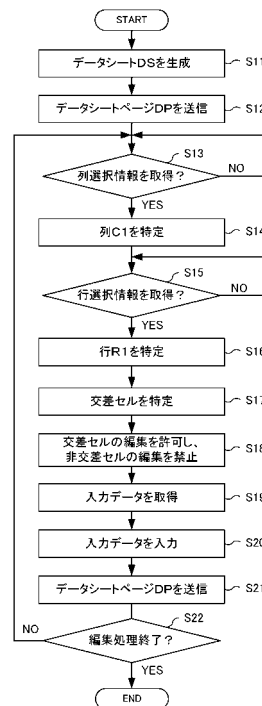 START
データシートDSを生成
S11
データシートページDPを送信
S12
S13
列選択情報を取得?
NO
YES
列C1を特定
S14
S15
行選択情報を取得?
NO
YES
行R1を特定
S16
交差セルを特定
S17
交差セルの編集を許可し、
非交差セルの編集を禁止
S18
入力データを取得
S19
入力データを入力
S20
データシートページDPを送信
S21
S22
NO
編集処理終了?
YES
END